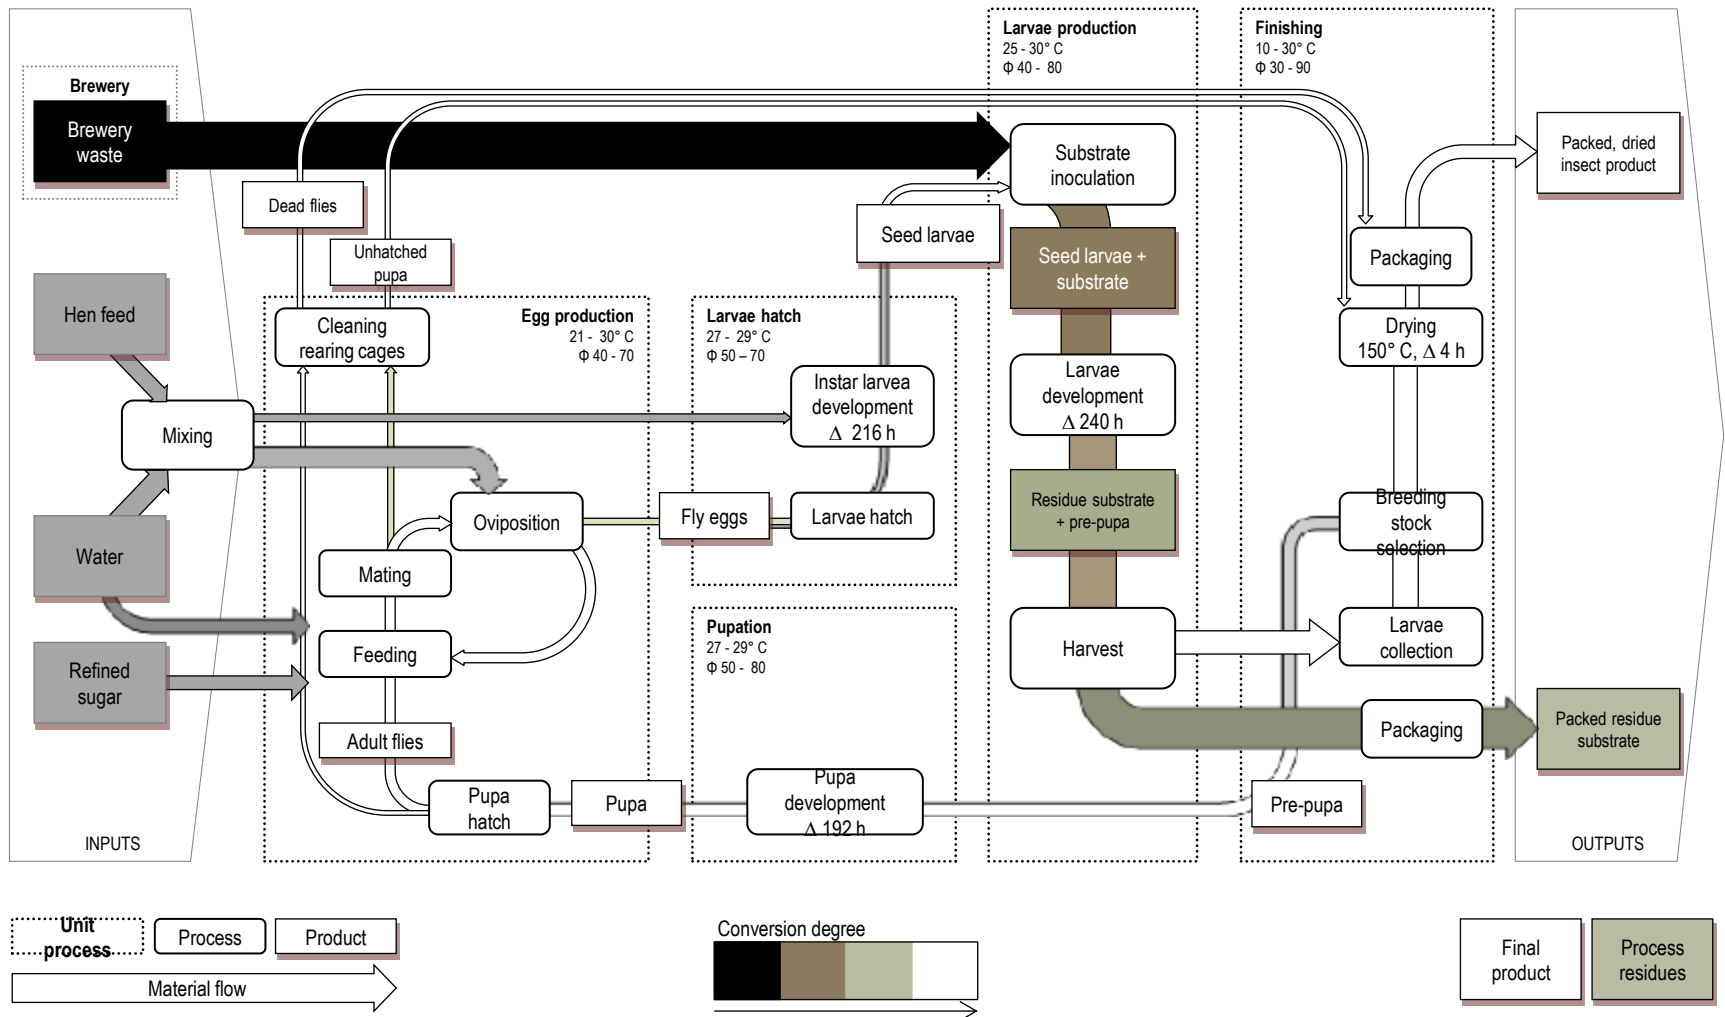 Brewery
Brewery
waste
Hen feed
Mixing
Water
Refined
sugar
INPUTS
Dead flies
Unhatched
pupa
Cleaning
rearing cages
Egg production
21 - 30° C
Φ 40 - 70
Oviposition
Mating
Feeding
Adult flies
Pupa
hatch
Pupa
Fly eggs
Larvae hatch
27 - 29° C
Φ 50 – 70
Instar larvea
development
Δ 216 h
Larvae hatch
Seed larvae
Pupation
27 - 29° C
Φ 50 - 80
Pupa
development
Δ 192 h
Larvae production
25 - 30° C
Φ 40 - 80
Substrate
inoculation
Seed larvae +
substrate
Larvae
development
Δ 240 h
Residue substrate
+ pre-pupa
Harvest
Finishing
10 - 30° C
Φ 30 - 90
Packaging
Drying
150° C, Δ 4 h
Breeding
stock
selection
Larvae
collection
Packaging
Pre-pupa
Packed, dried
insect product
Packed residue
substrate
OUTPUTS
Unit
process
Process
Product
Material flow
Conversion degree
Final
product
Process
residues